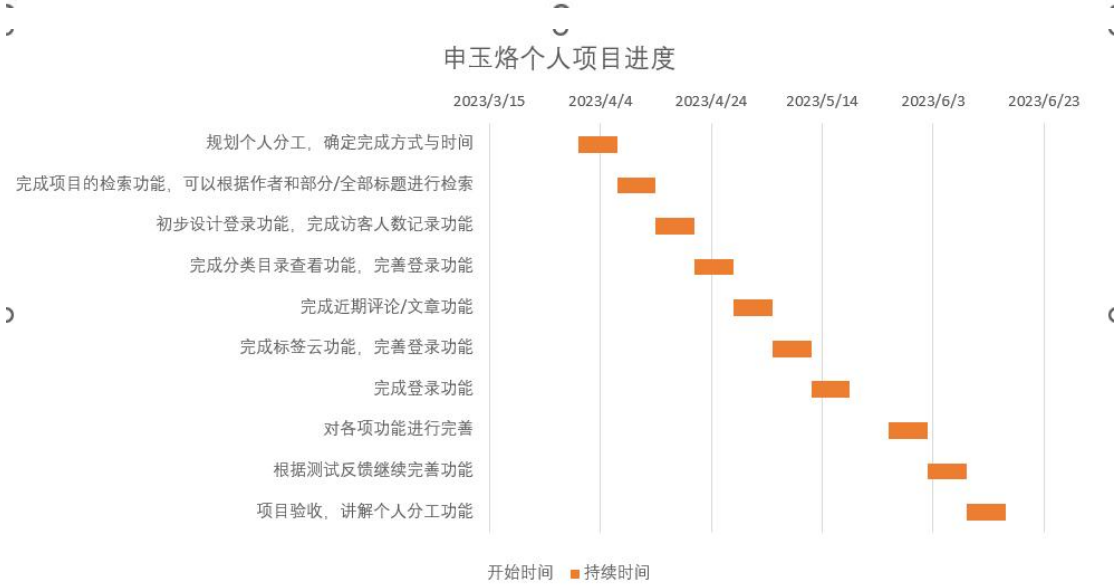 申玉烙个人项目进度
2023/3/15 2023/4/4 2023/4/24 2023/5/14 2023/6/3 2023/6/23
规划个人分工，确定完成方式与时间
完成项目的检索功能，可以根据作者和部分/全部标题进行检索
初步设计登录功能，完成访客人数记录功能
完成分类目录查看功能，完善登录功能
完成近期评论/文章功能
完成标签云功能，完善登录功能
完成登录功能
对各项功能进行完善
根据测试反馈继续完善功能
项目验收，讲解个人分工功能
开始时间 持续时间